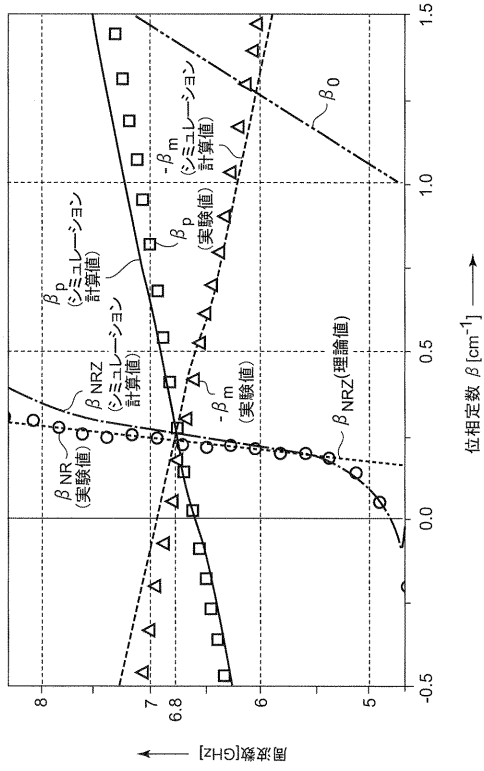 周波数[GHz]
8
7
6.8
6
5
-0.5
0.0
0.5
1.0
1.5
位相定数 β [cm⁻¹]
βNR
(実験値)
βNRZ
(シミュレーション
計算値)
βp
(シミュレーション
計算値)
βp
(実験値)
-βm
(シミュレーション
計算値)
-βm
(実験値)
βNRZ(理論値)
β0